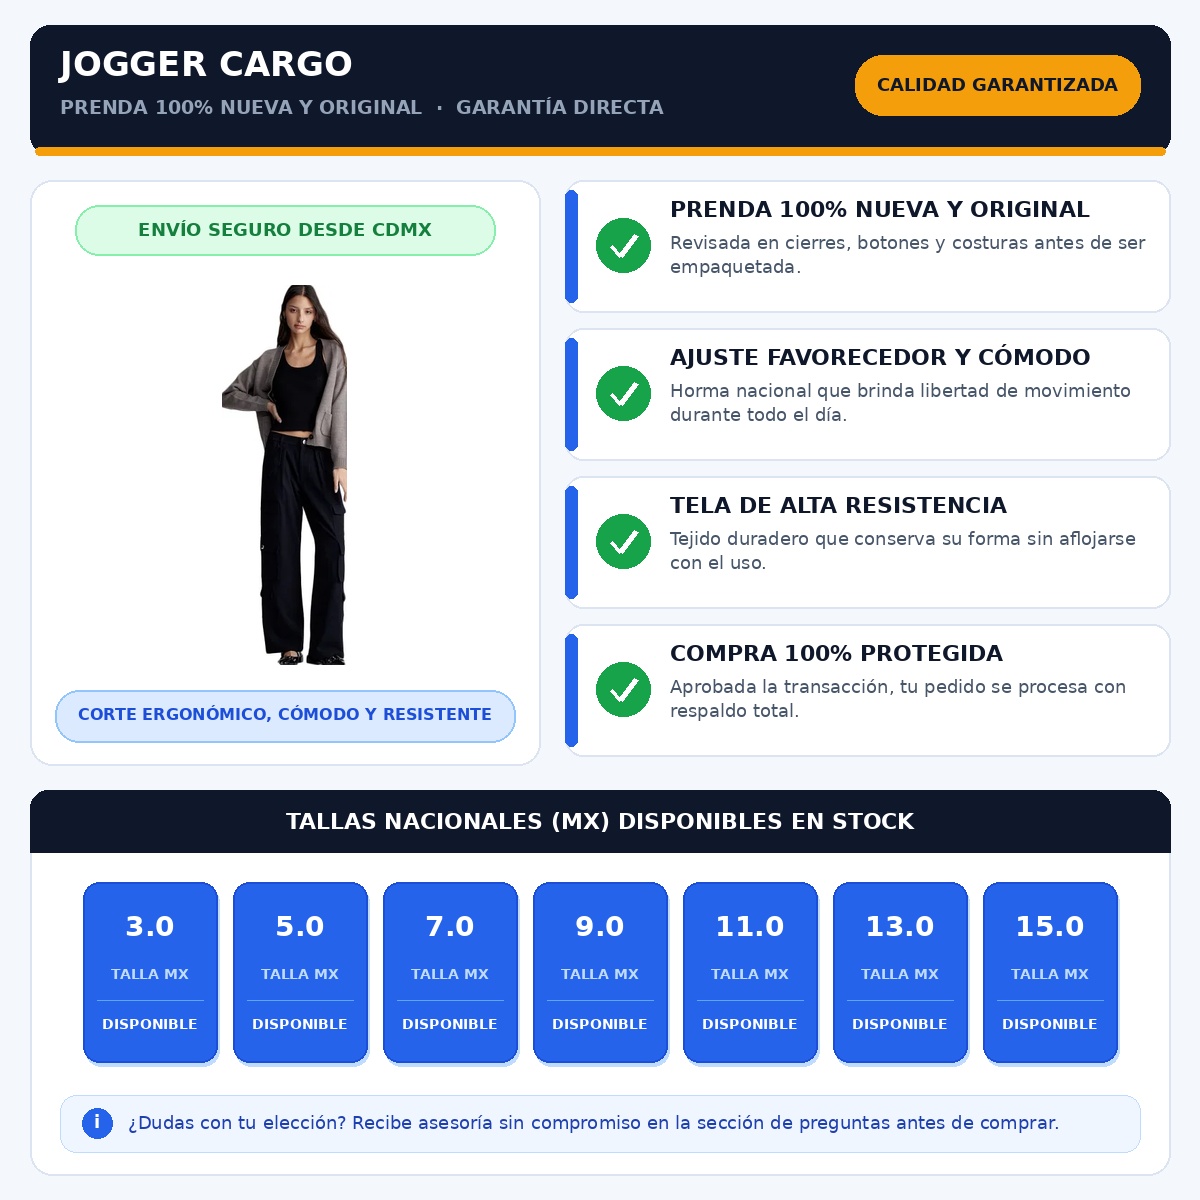 JOGGER CARGO
PRENDA 100% NUEVA Y ORIGINAL · GARANTÍA DIRECTA
CALIDAD GARANTIZADA
ENVÍO SEGURO DESDE CDMX
CORTE ERGONÓMICO, CÓMODO Y RESISTENTE
PRENDA 100% NUEVA Y ORIGINAL
Revisada en cierres, botones y costuras antes de ser
empaquetada.
AJUSTE FAVORECEDOR Y CÓMODO
Horma nacional que brinda libertad de movimiento
durante todo el día.
TELA DE ALTA RESISTENCIA
Tejido duradero que conserva su forma sin aflojarse
con el uso.
COMPRA 100% PROTEGIDA
Aprobada la transacción, tu pedido se procesa con
respaldo total.
TALLAS NACIONALES (MX) DISPONIBLES EN STOCK
3.0
TALLA MX
DISPONIBLE
5.0
TALLA MX
DISPONIBLE
7.0
TALLA MX
DISPONIBLE
9.0
TALLA MX
DISPONIBLE
11.0
TALLA MX
DISPONIBLE
13.0
TALLA MX
DISPONIBLE
15.0
TALLA MX
DISPONIBLE
i ¿Dudas con tu elección? Recibe asesoría sin compromiso en la sección de preguntas antes de comprar.